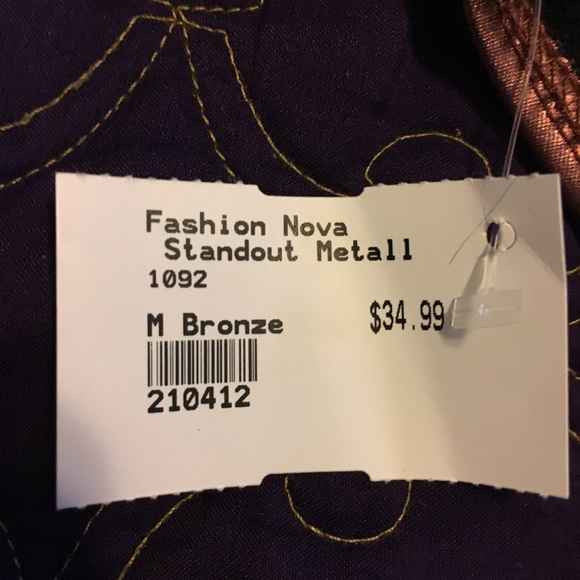 Fashion Nova
Standout Metall
1092
M Bronze $34.99
210412